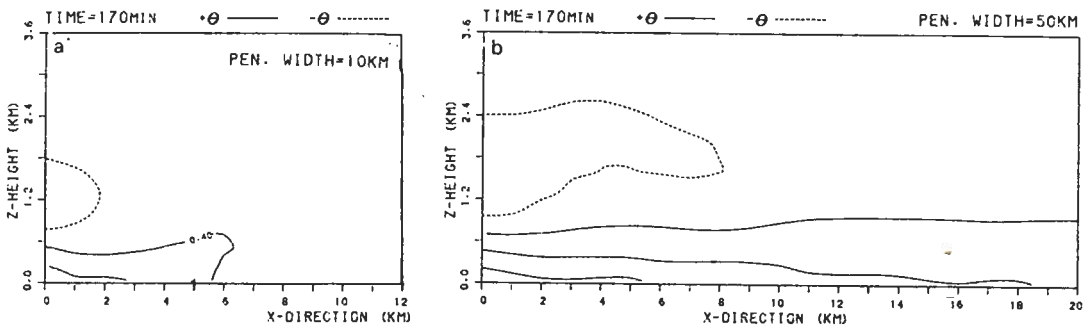 TIME=170MIN +θ -θ
a
PEN. WIDTH=10KM
Z-HEIGHT (KM)
3.6
2.4
1.2
0.0
0.40
0 2 4 6 8 10 12
X-DIRECTION (KM)
TIME=170MIN +θ -θ PEN. WIDTH=50KM
b
Z-HEIGHT (KM)
3.6
2.4
1.2
0.0
0 2 4 6 8 10 12 14 16 18 20
X-DIRECTION (KM)